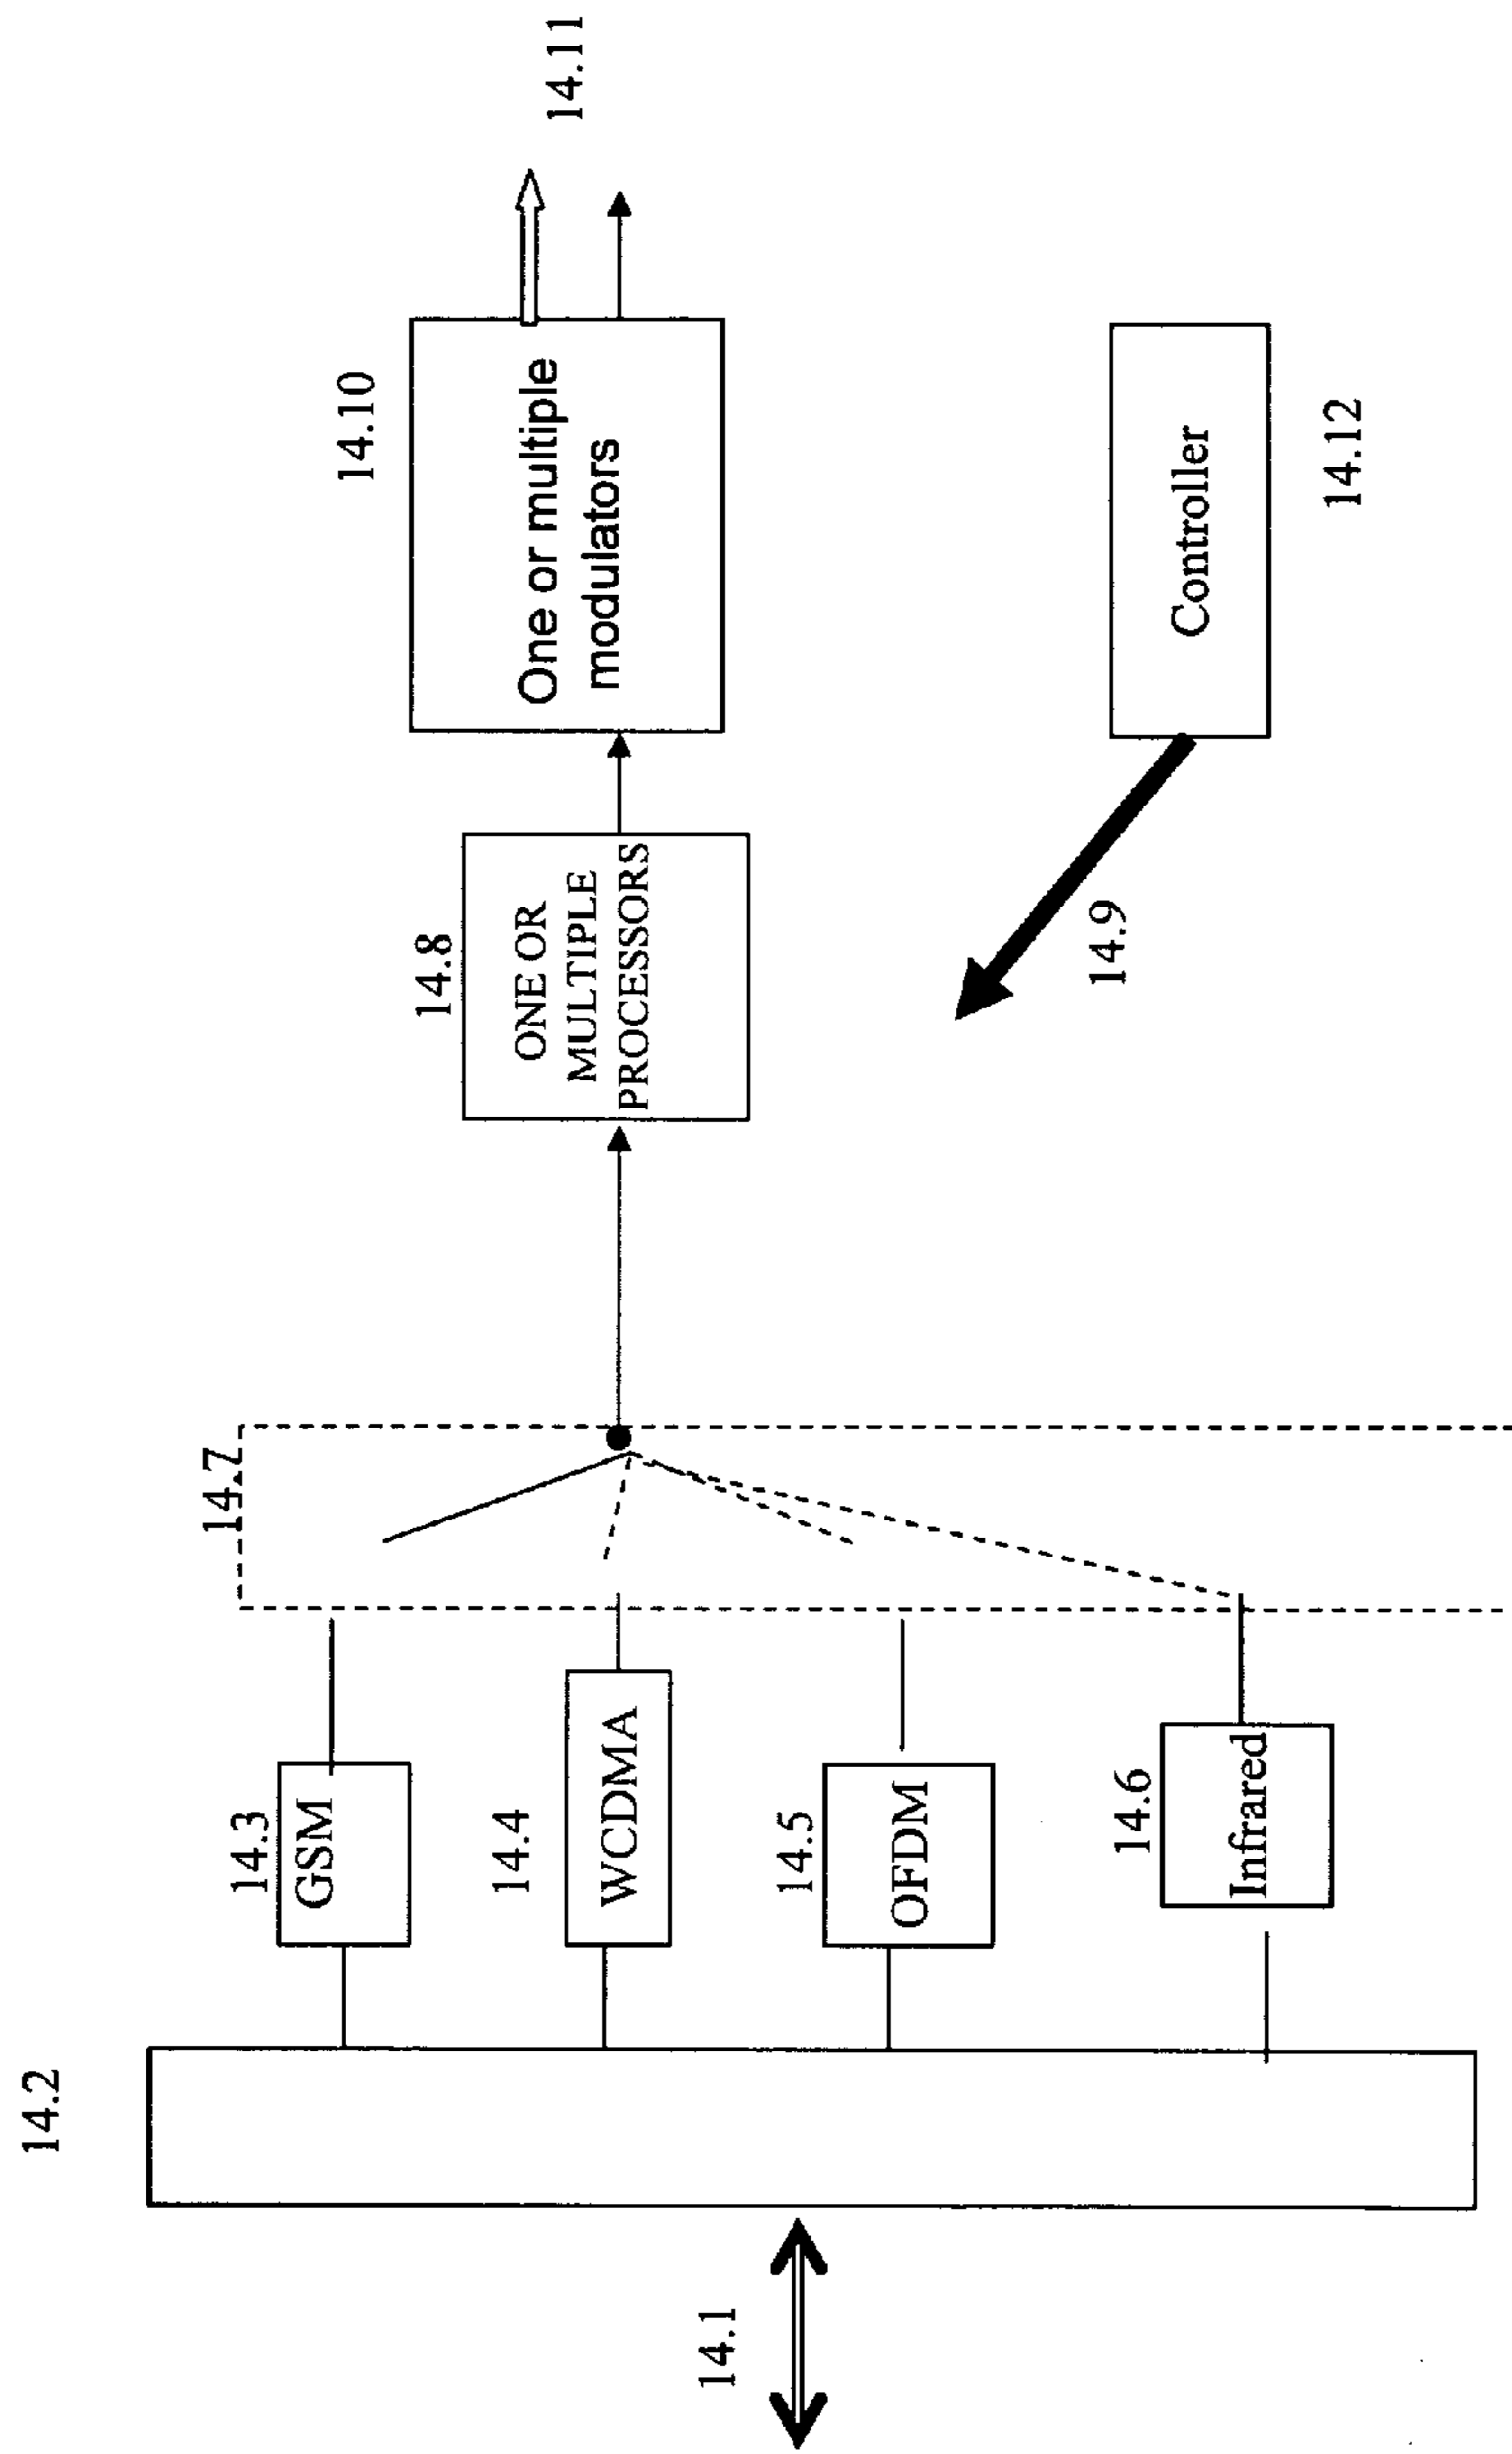 14.1
14.2
14.3
GSM
14.4
WCDMA
14.5
OFDM
14.6
Infrared
14.7
14.8
ONE OR
MULTIPLE
PROCESSORS
14.9
14.10
One or multiple
modulators
14.11
Controller
14.12